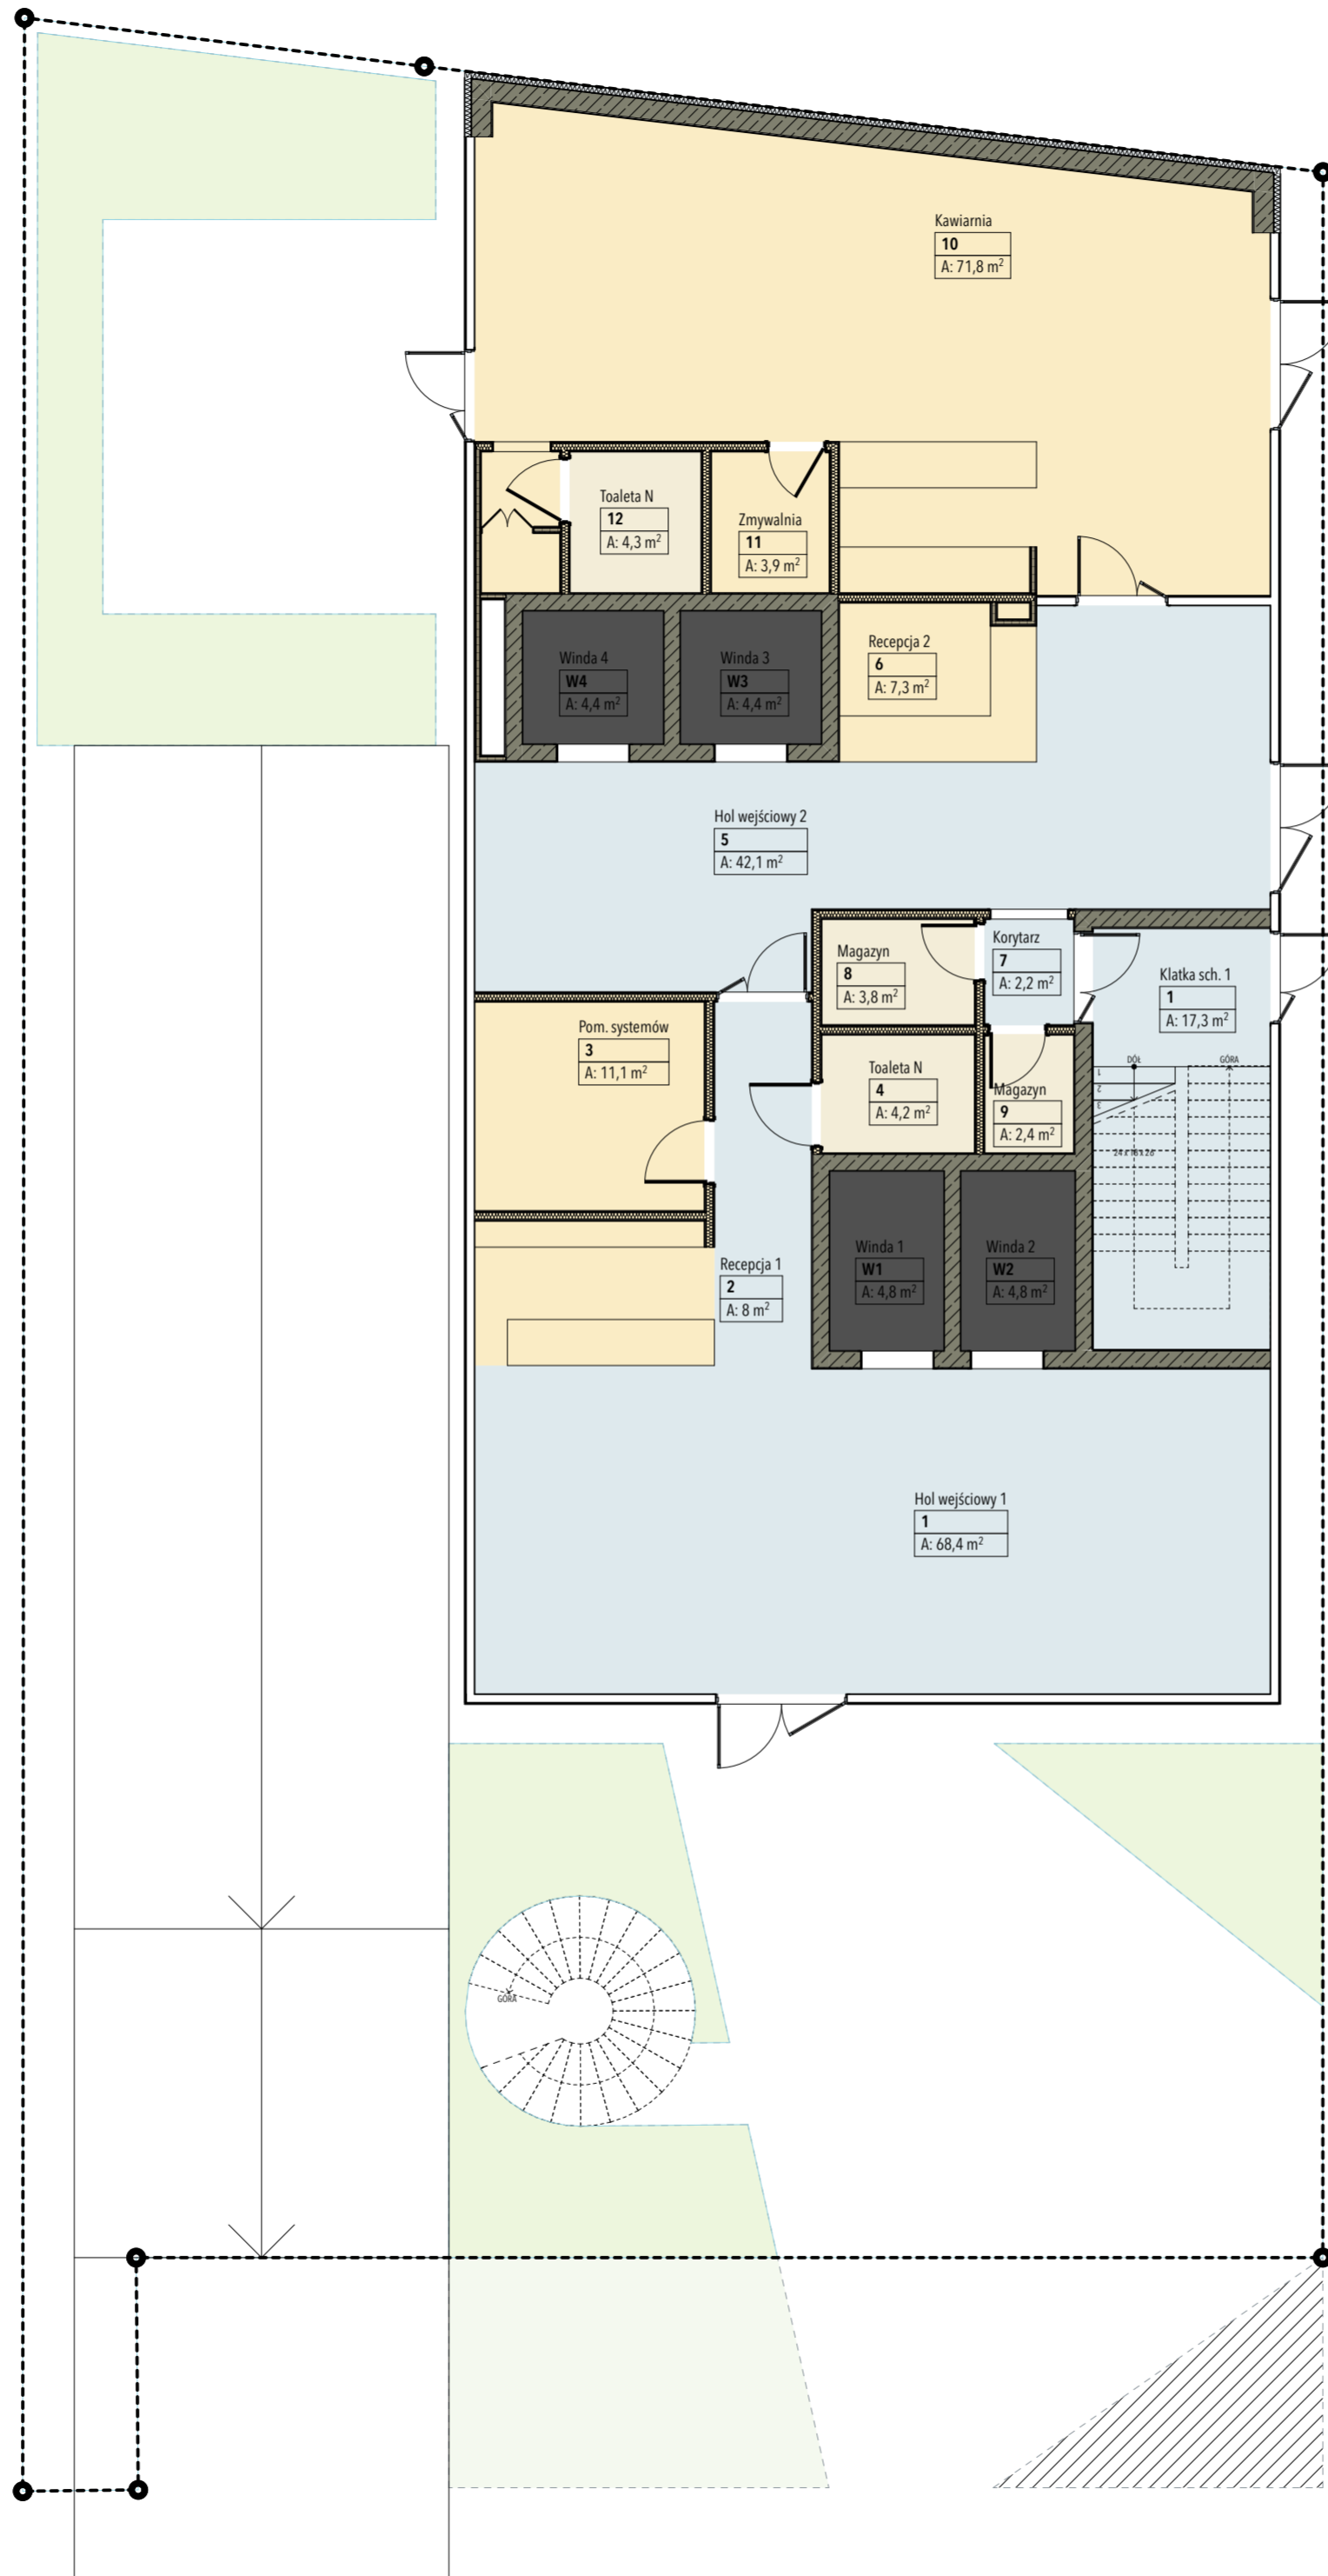 Kawiarnia
10
A: 71,8 m²
Toaleta N
12
A: 4,3 m²
Zmywalnia
11
A: 3,9 m²
Winda 4
W4
A: 4,4 m²
Winda 3
W3
A: 4,4 m²
Recepcja 2
6
A: 7,3 m²
Hol wejściowy 2
5
A: 42,1 m²
Magazyn
8
A: 3,8 m²
Korytarz
7
A: 2,2 m²
Klatka sch. 1
1
A: 17,3 m²
Pom. systemów
3
A: 11,1 m²
Toaleta N
4
A: 4,2 m²
Magazyn
9
A: 2,4 m²
DÓŁ
GÓRA
1
2
3
Winda 1
W1
A: 4,8 m²
Winda 2
W2
A: 4,8 m²
Recepcja 1
2
A: 8 m²
Hol wejściowy 1
1
A: 68,4 m²
GÓRA